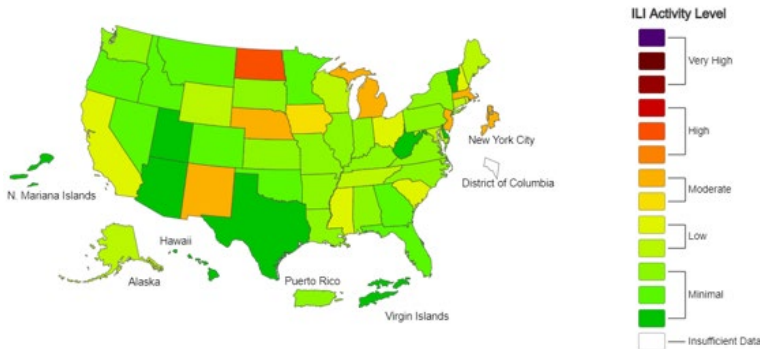 ILI Activity Level
Very High
High
New York City
District of Columbia
Moderate
N. Mariana Islands
Low
Hawaii
Alaska
Puerto Rico
Minimal
Virgin Islands
Insufficient Data